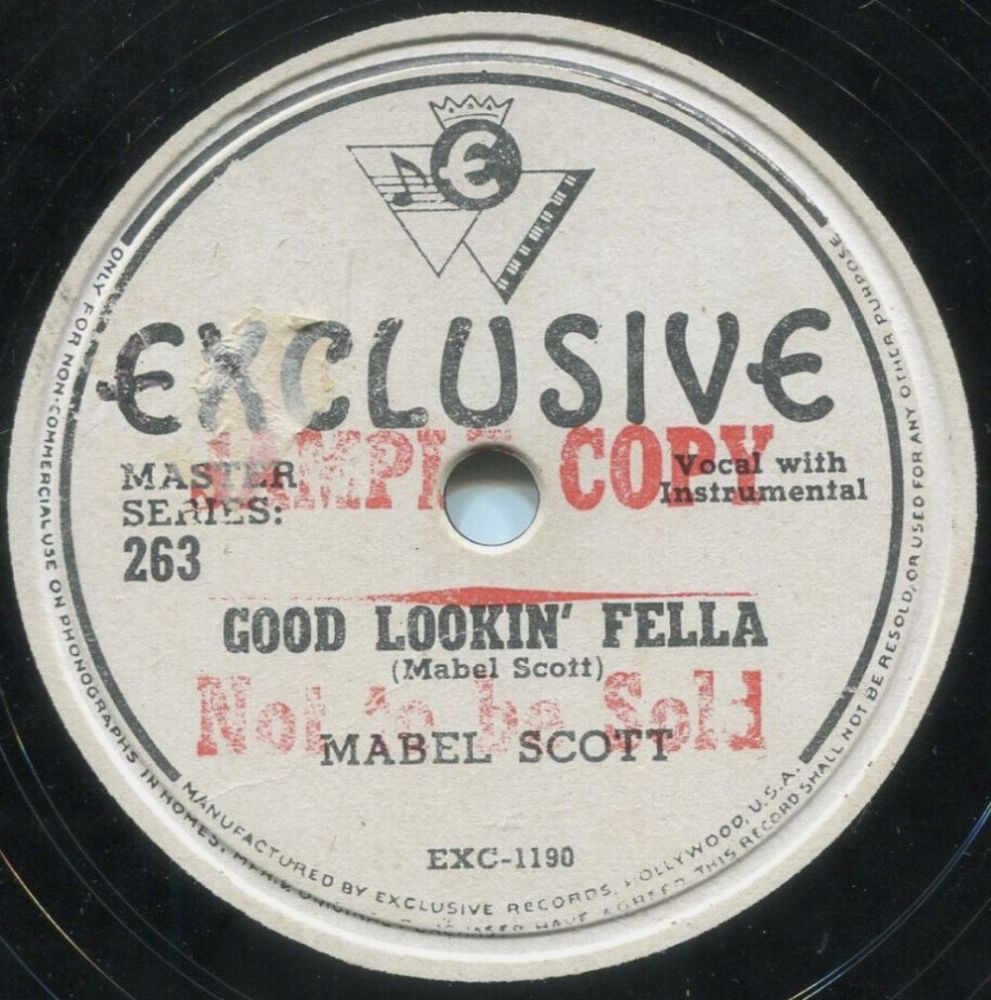 Є
EXCLUSIVE
SAMPLE COPY
MASTER
SERIES:
263
Vocal with
Instrumental
GOOD LOOKIN' FELLA
(Mabel Scott)
Not to be Sold
MABEL SCOTT
EXC-1190
MANUFACTURED BY EXCLUSIVE RECORDS, HOLLYWOOD, U.S.A.
ONLY FOR NON-COMMERCIAL USE ON PHONOGRAPHS IN HOMES. HAVE AGREED THIS RECORD SHALL NOT BE RESOLD, OR USED FOR ANY OTHER PURPOSE